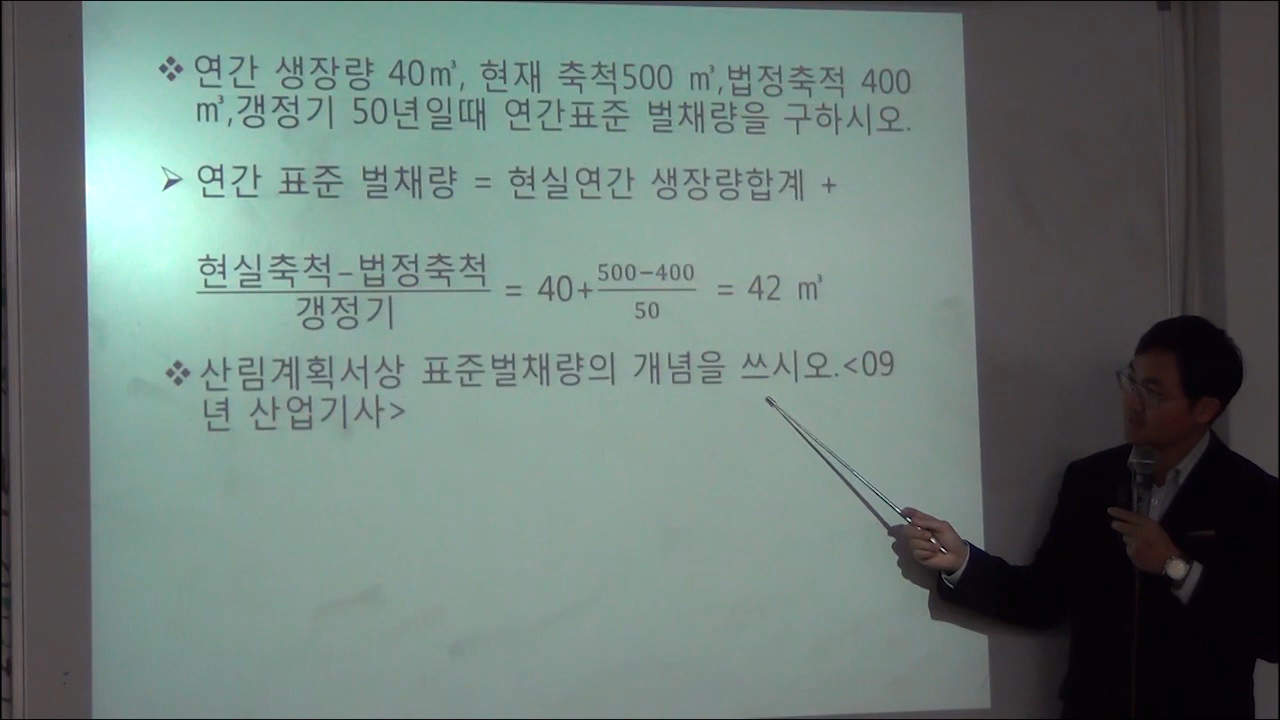 ❖ 연간 생장량 40㎥, 현재 축척500 ㎥,법정축적 400
㎥,갱정기 50년일때 연간표준 벌채량을 구하시오.
➢ 연간 표준 벌채량 = 현실연간 생장량합계 +
현실축척−법정축척
갱정기
= 40+
500−400
50
= 42 ㎥
❖ 산림계획서상 표준벌채량의 개념을 쓰시오.<09
년 산업기사>